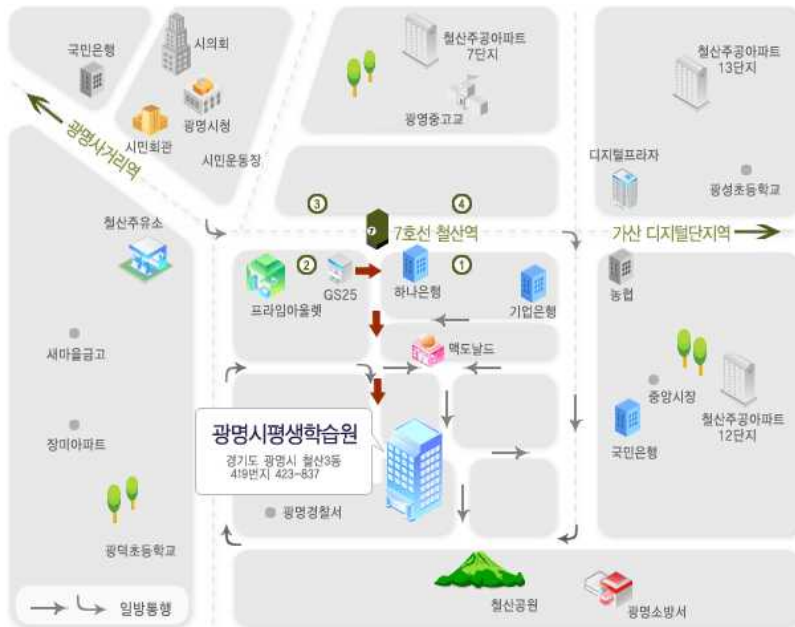 국민은행
시의회
광명시청
시민회관
시민운동장
광명사거리역
철산주공아파트
7단지
광명중고교
철산주공아파트
13단지
디지털프라자
광성초등학교
③
④
철산주유소
7
7호선 철산역
가산 디지털단지역
②
①
프라임아울렛
GS25
하나은행
기업은행
농협
맥도날드
새마을금고
중앙시장
철산주공아파트
12단지
장미아파트
국민은행
광명시평생학습원
경기도 광명시 철산3동
419번지 423-837
광명경찰서
광덕초등학교
철산공원
광명소방서
일방통행